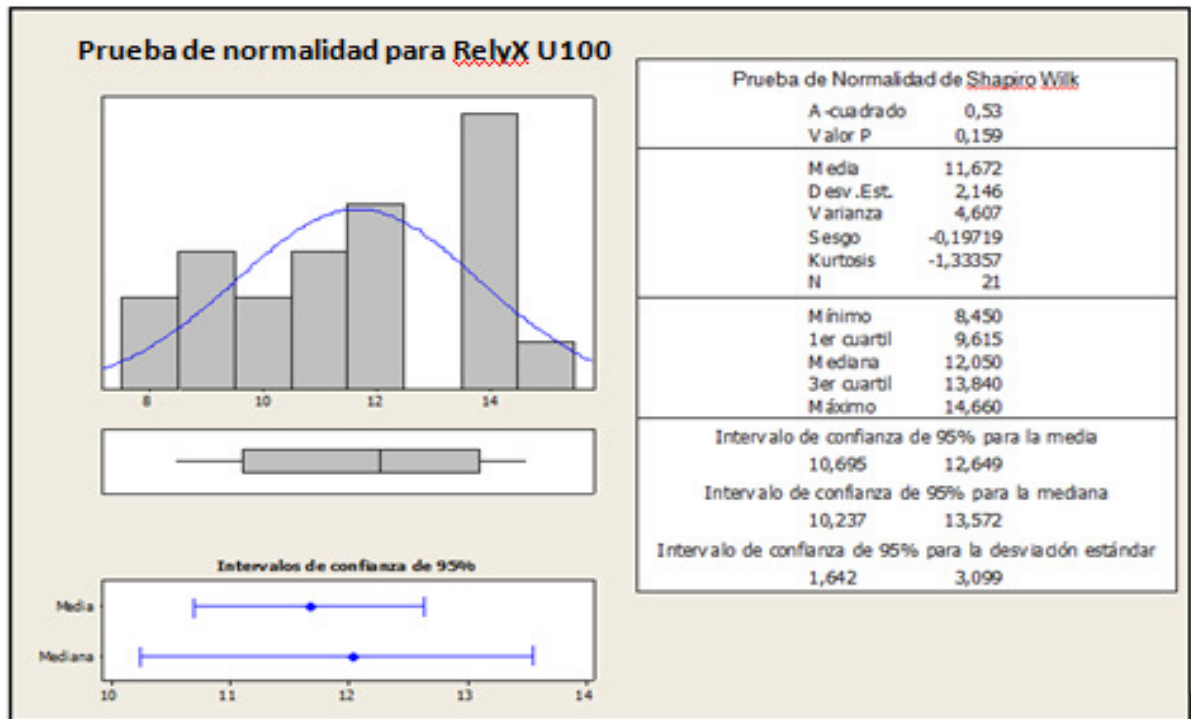 Prueba de normalidad para RelyX U100
8 10 12 14
Intervalos de confianza de 95%
Media
Mediana
10 11 12 13 14
Prueba de Normalidad de Shapiro Wilk
A-cuadrado 0,53
Valor P 0,159
Media 11,672
Desv.Est. 2,146
Varianza 4,607
Sesgo -0,19719
Kurtosis -1,33357
N 21
Mínimo 8,450
1er cuartil 9,615
Mediana 12,050
3er cuartil 13,840
Máximo 14,660
Intervalo de confianza de 95% para la media
10,695 12,649
Intervalo de confianza de 95% para la mediana
10,237 13,572
Intervalo de confianza de 95% para la desviación estándar
1,642 3,099